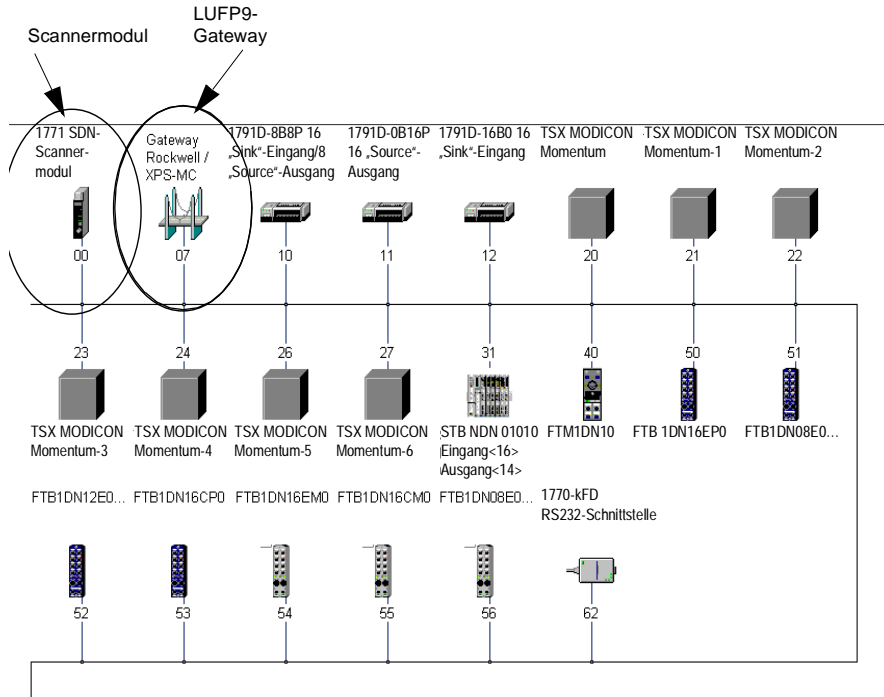 LUFP9-
Gateway
Scannermodul
1771 SDN-
Scanner-
modul
Gateway
Rockwell /
XPS-MC
1791D-8B8P 16
„Sink“-Eingang/8
„Source“-Ausgang
1791D-0B16P
16 „Source“-
Ausgang
1791D-16B0 16
„Sink“-Eingang
TSX MODICON
Momentum
TSX MODICON
Momentum-1
TSX MODICON
Momentum-2
00 07 10 11 12 20 21 22
23 24 26 27 31 40 50 51
TSX MODICON
Momentum-3
TSX MODICON
Momentum-4
TSX MODICON
Momentum-5
TSX MODICON
Momentum-6
STB NDN 01010
Eingang<16>
Ausgang<14>
FTM1DN10
FTB 1DN16EP0
FTB1DN08E0...
FTB1DN12E0...
FTB1DN16CP0
FTB1DN16EM0
FTB1DN16CM0
FTB1DN08E0...
1770-kFD
RS232-Schnittstelle
52 53 54 55 56 62